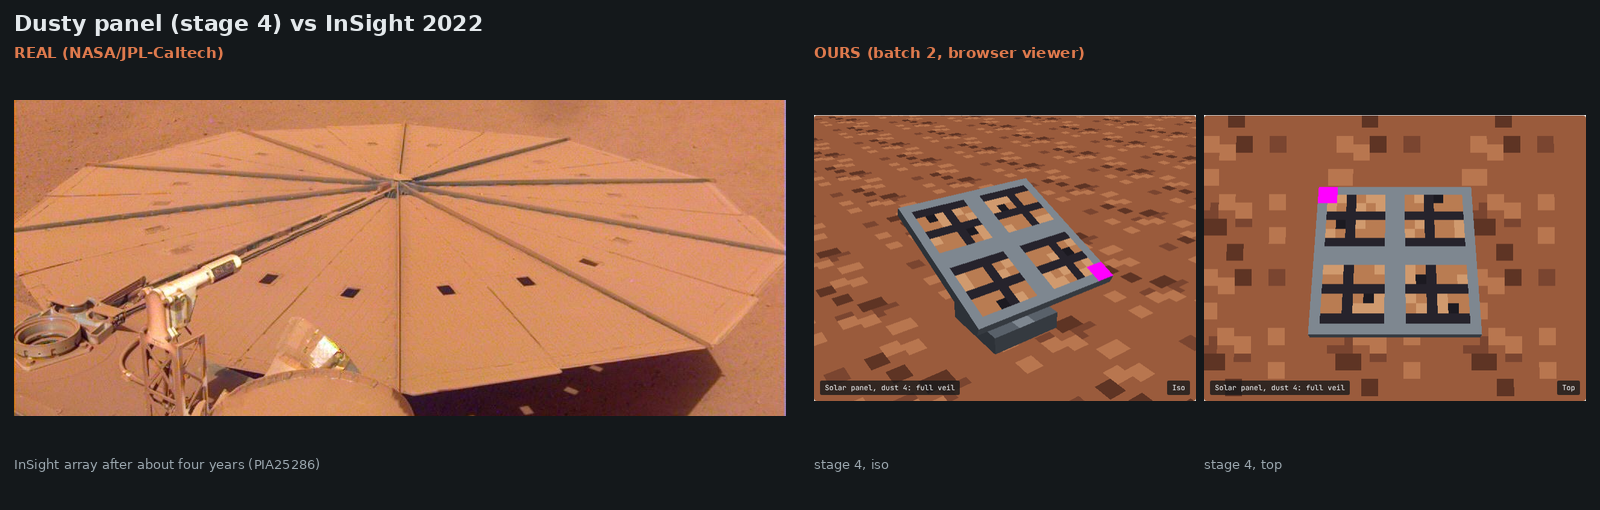 Dusty panel (stage 4) vs InSight 2022
REAL (NASA/JPL-Caltech)
OURS (batch 2, browser viewer)
Solar panel, dust 4: full veil
Iso
Solar panel, dust 4: full veil
Top
InSight array after about four years (PIA25286)
stage 4, iso
stage 4, top